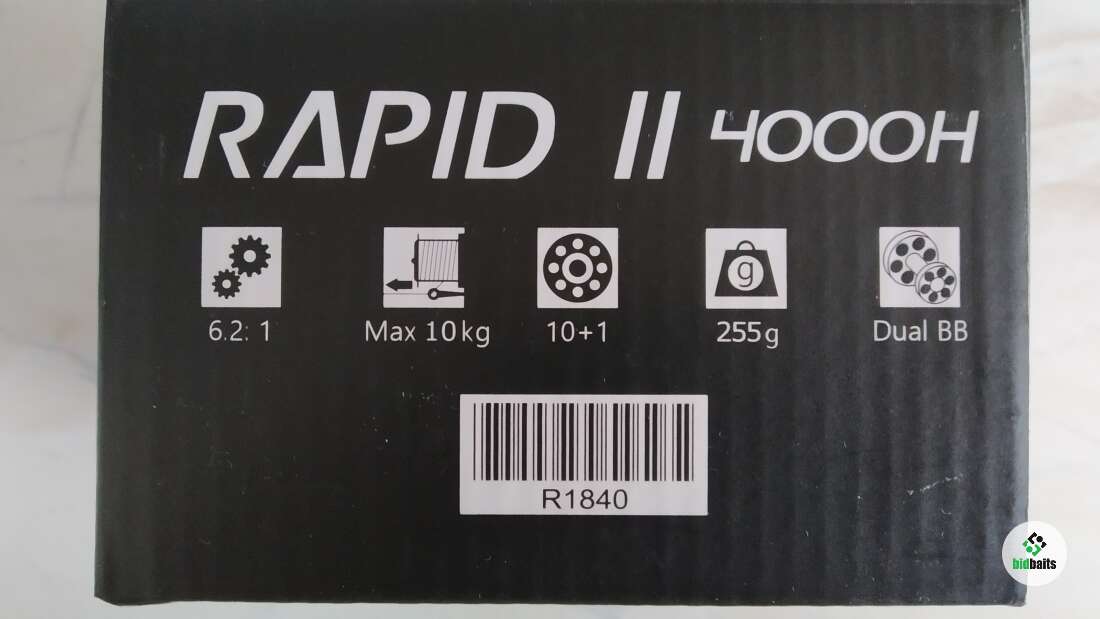 RAPID II 4000H
g
6.2: 1 Max 10kg 10+1 255g Dual BB
R1840
bidbaits